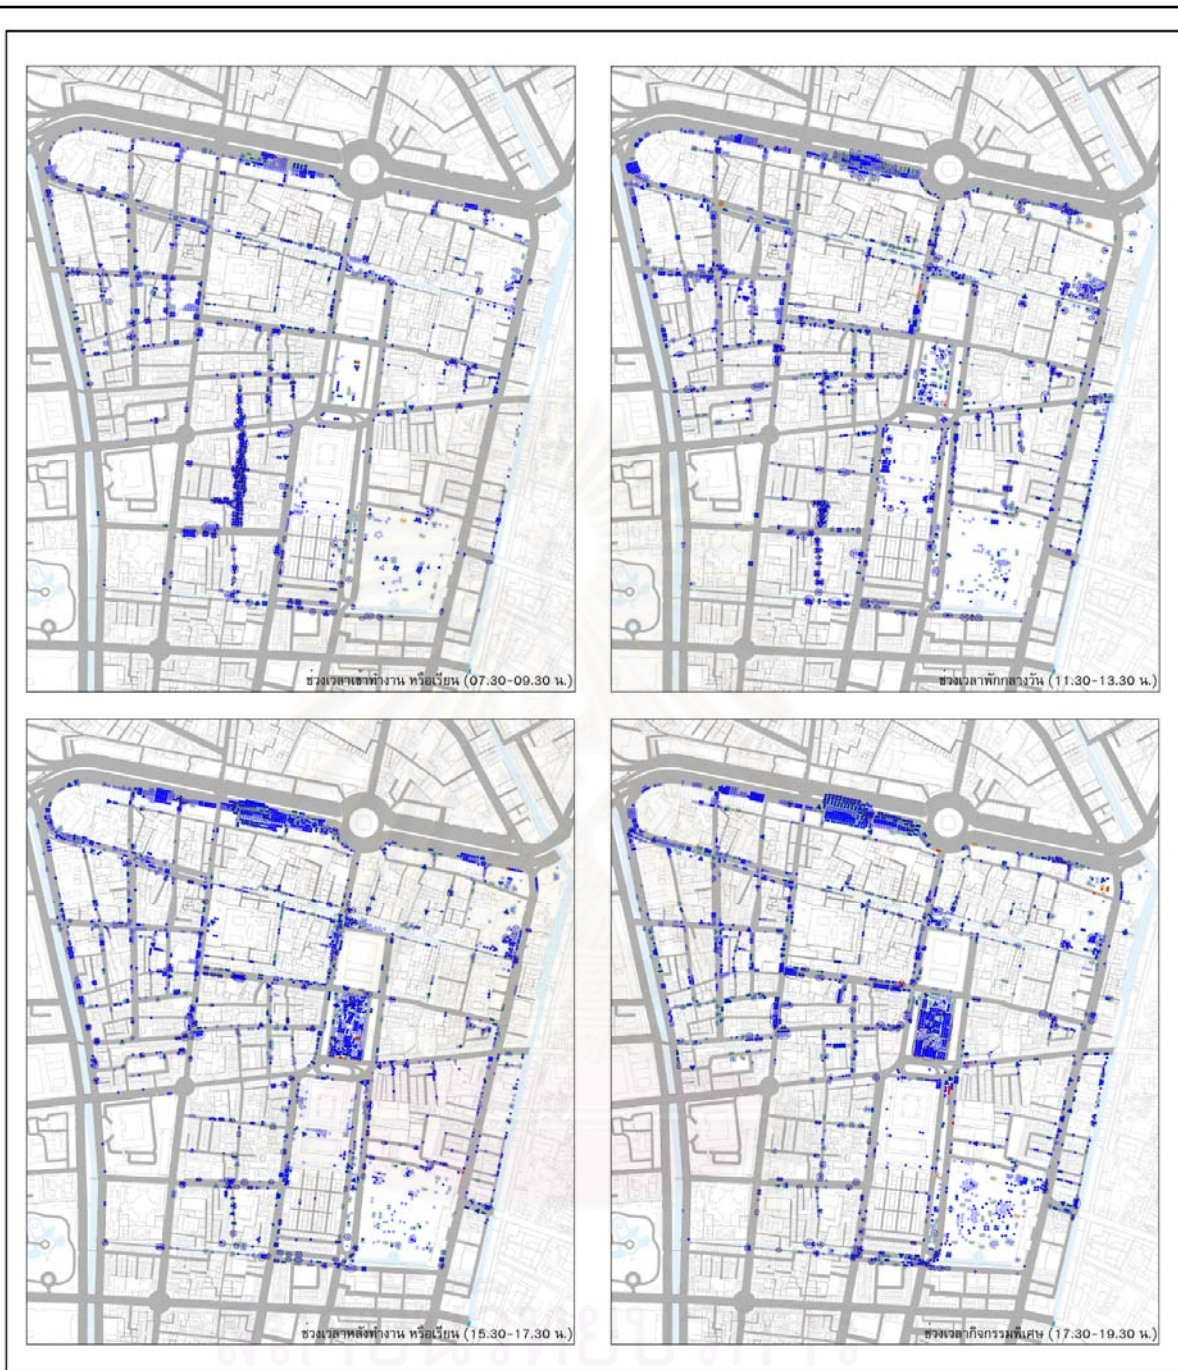 ช่วงเวลาเข้าทำงาน หรือเรียน (07.30-09.30 น.)
ช่วงเวลาพักกลางวัน (11.30-13.30 น.)
ช่วงเวลาหลังทำงาน หรือเรียน (15.30-17.30 น.)
ช่วงเวลากิจกรรมพิเศษ (17.30-19.30 น.)